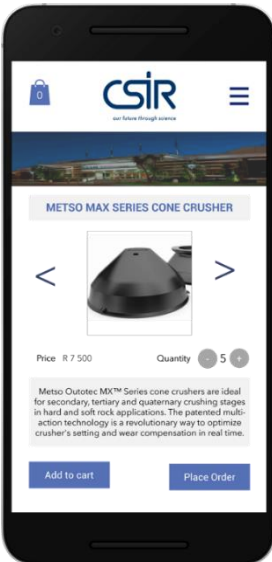 0
CSIR
our future through science
METSO MAX SERIES CONE CRUSHER
<
>
Price R 7 500
Quantity - 5 +
Metso Outotec MX™ Series cone crushers are ideal
for secondary, tertiary and quaternary crushing stages
in hard and soft rock applications. The patented multi-
action technology is a revolutionary way to optimize
crusher's setting and wear compensation in real time.
Add to cart
Place Order